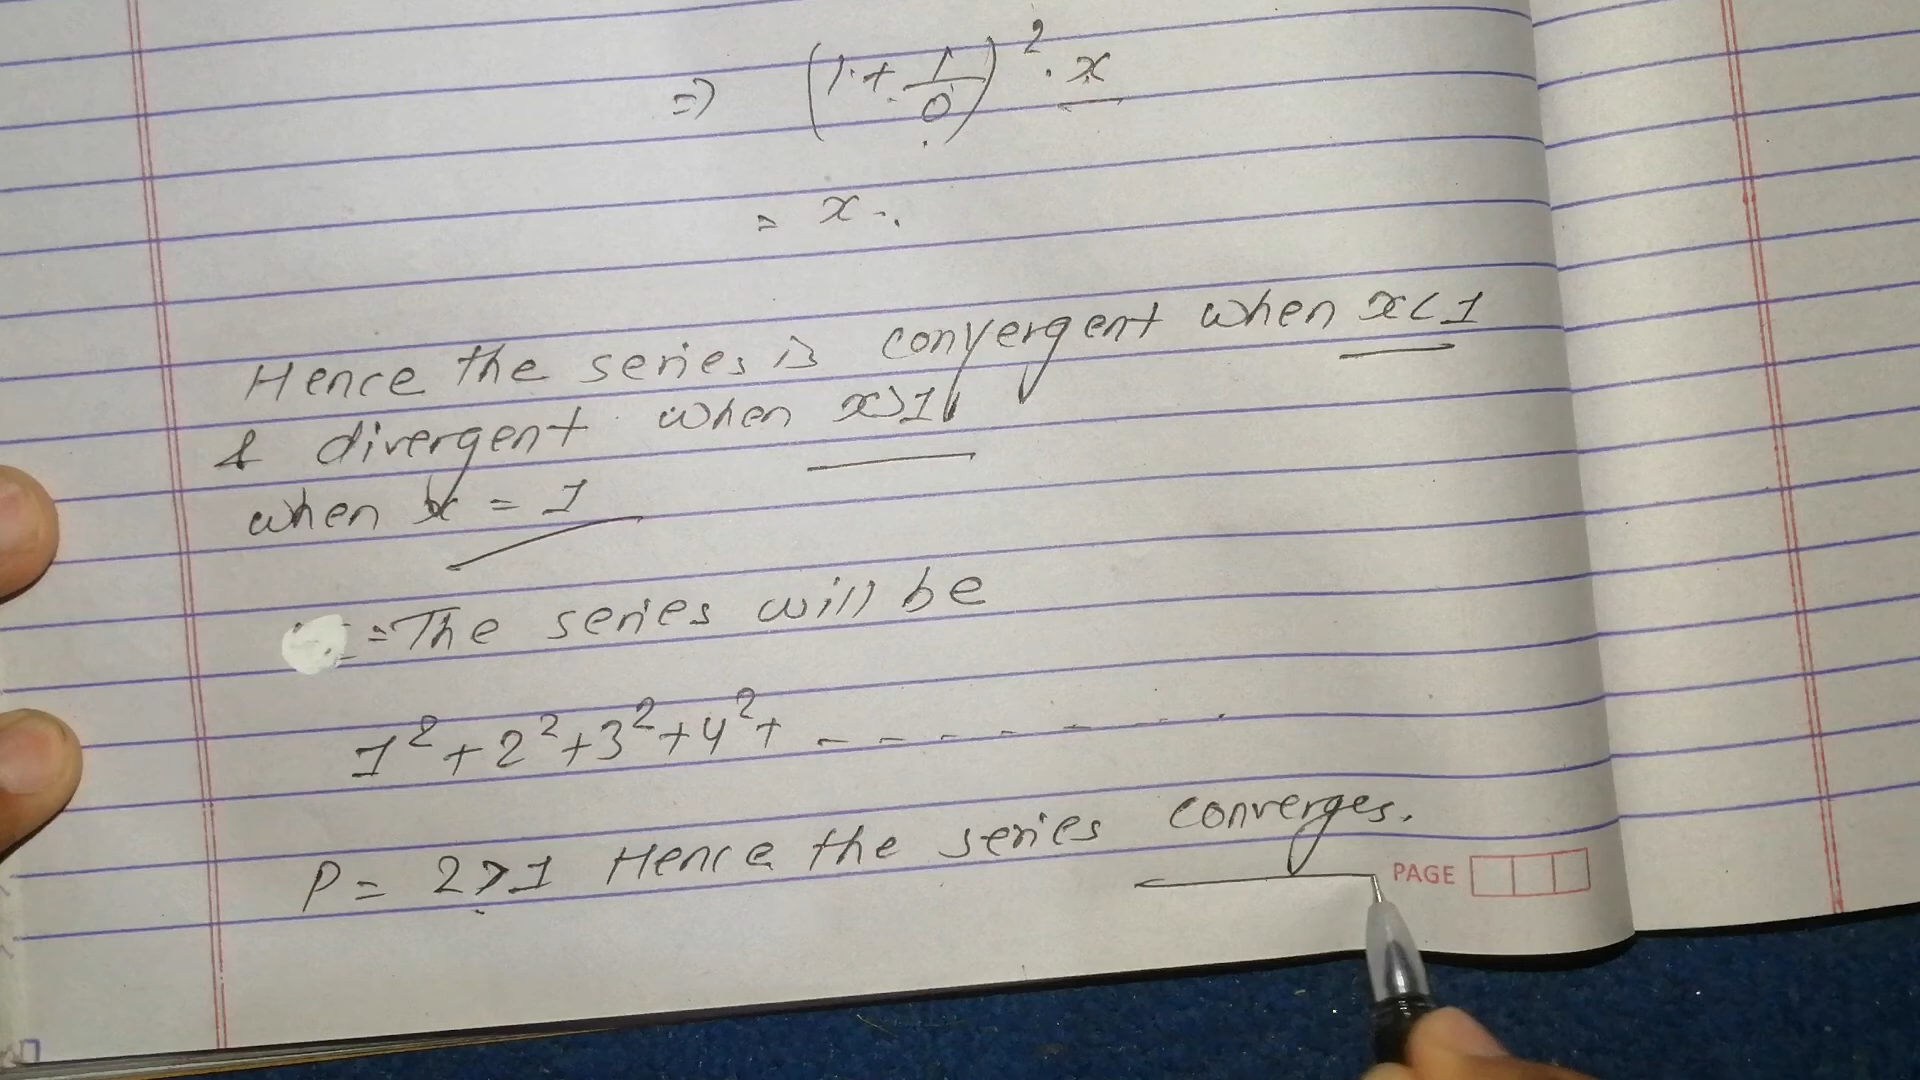 => (1+1/0)² . x
= x
Hence the series is convergent when x<1
& divergent when x>1
when x = 1
=The series will be
1²+2²+3²+4²+ - - - - - - -
P = 2>1 Hence the series converges.
PAGE